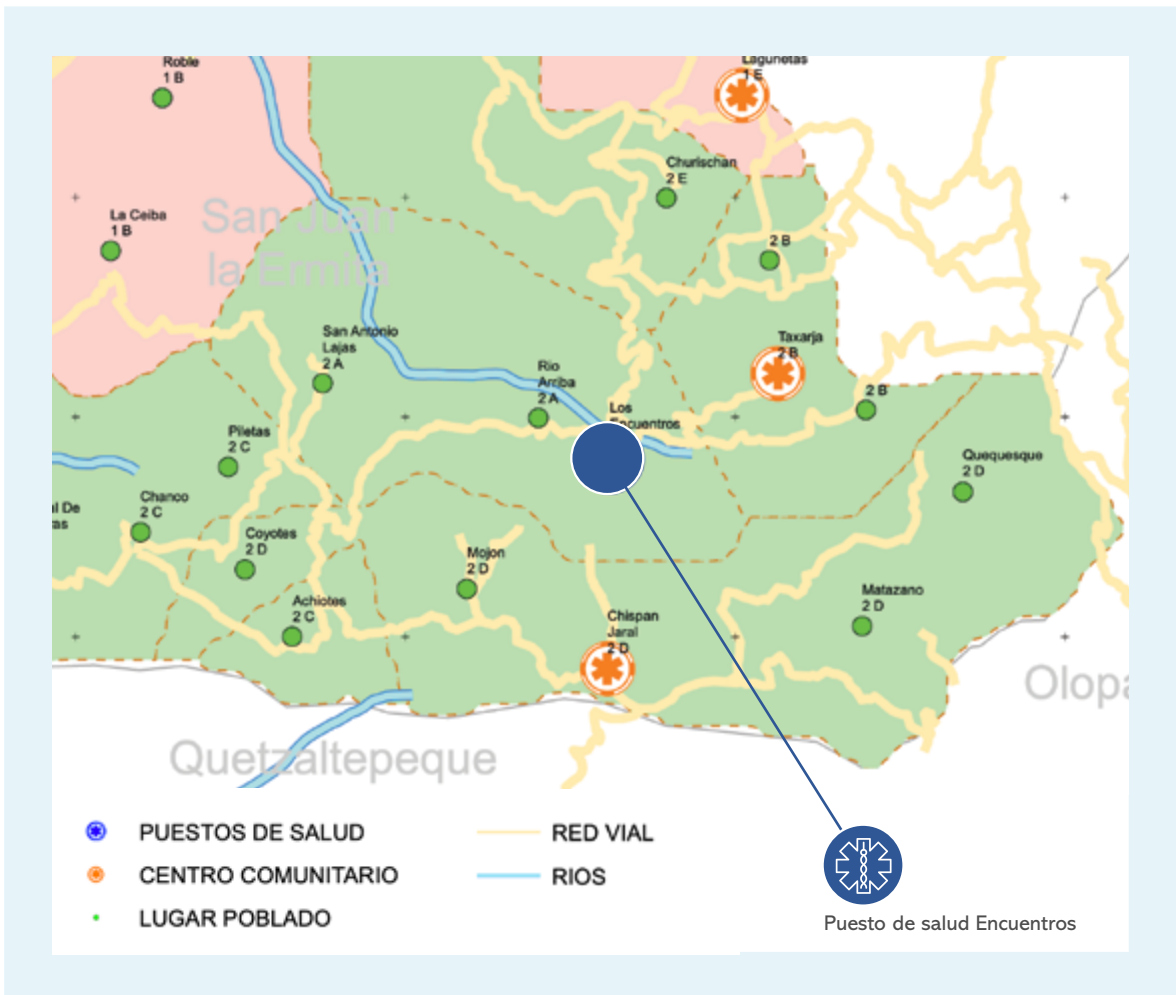 Roble
1 B
Lagunetas
1 E
Churischan
2 E
La Ceiba
1 B
San Juan
la Ermita
2 B
San Antonio
Lajas
2 A
Taxarja
2 B
Rio
Arriba
2 A
2 B
Los
Encuentros
Piletas
2 C
Quequesque
2 D
Chanco
2 C
al De
ras
Coyotes
2 D
Mojon
2 D
Matazano
2 D
Achiotes
2 C
Chispan
Jaral
2 D
Olopa
Quetzaltepeque
PUESTOS DE SALUD
CENTRO COMUNITARIO
LUGAR POBLADO
RED VIAL
RIOS
Puesto de salud Encuentros